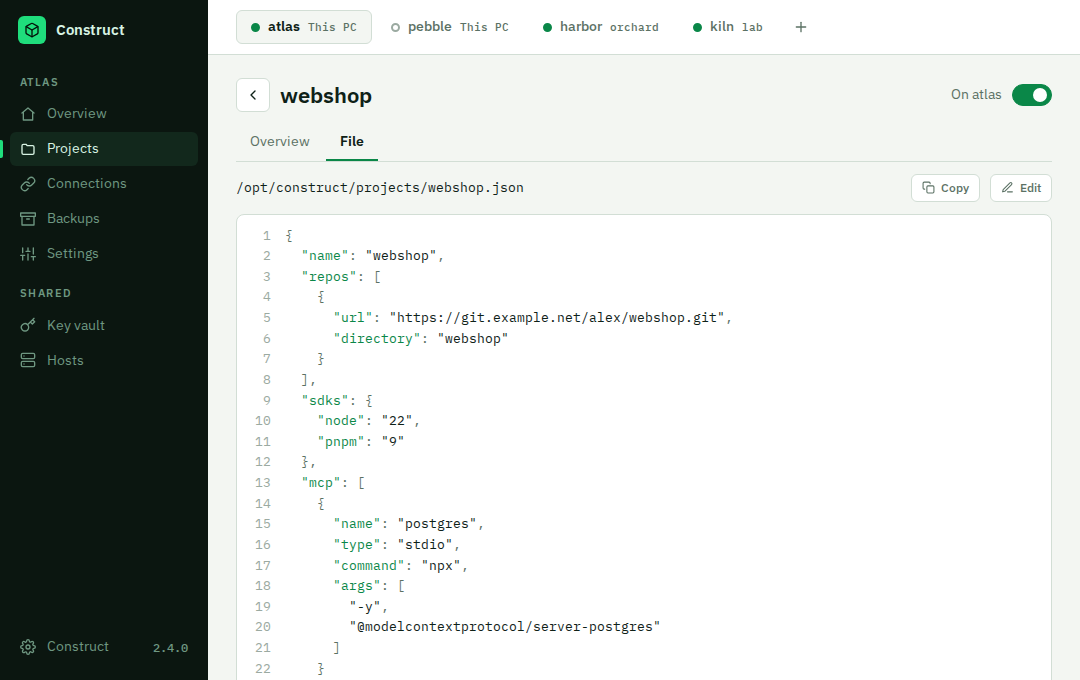 Construct
ATLAS
Overview
Projects
Connections
Backups
Settings
SHARED
Key vault
Hosts
Construct 2.4.0
atlas This PC
pebble This PC
harbor orchard
kiln lab
webshop
On atlas
Overview
File
/opt/construct/projects/webshop.json
Copy
Edit
1 {
2 "name": "webshop",
3 "repos": [
4 {
5 "url": "https://git.example.net/alex/webshop.git",
6 "directory": "webshop"
7 }
8 ],
9 "sdks": {
10 "node": "22",
11 "pnpm": "9"
12 },
13 "mcp": [
14 {
15 "name": "postgres",
16 "type": "stdio",
17 "command": "npx",
18 "args": [
19 "-y",
20 "@modelcontextprotocol/server-postgres"
21 ]
22 }